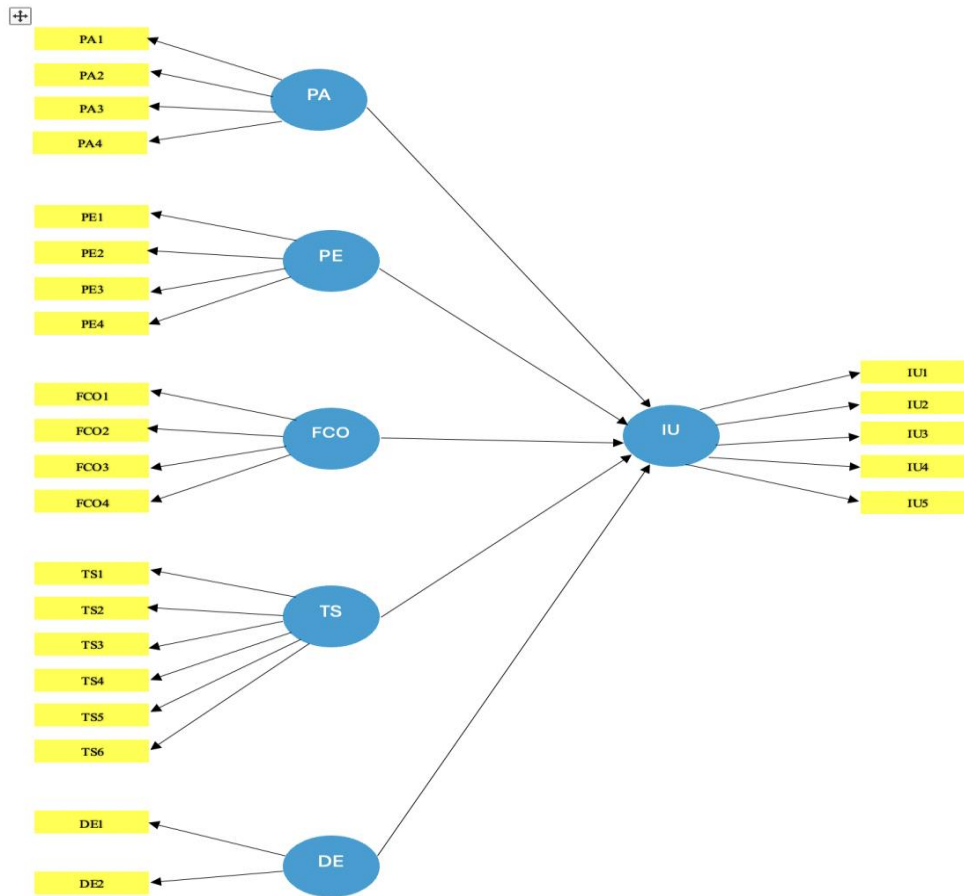 PA1
PA2
PA3
PA4
PA
PE1
PE2
PE3
PE4
PE
FCO1
FCO2
FCO3
FCO4
FCO
TS1
TS2
TS3
TS4
TS5
TS6
TS
DE1
DE2
DE
IU
IU1
IU2
IU3
IU4
IU5